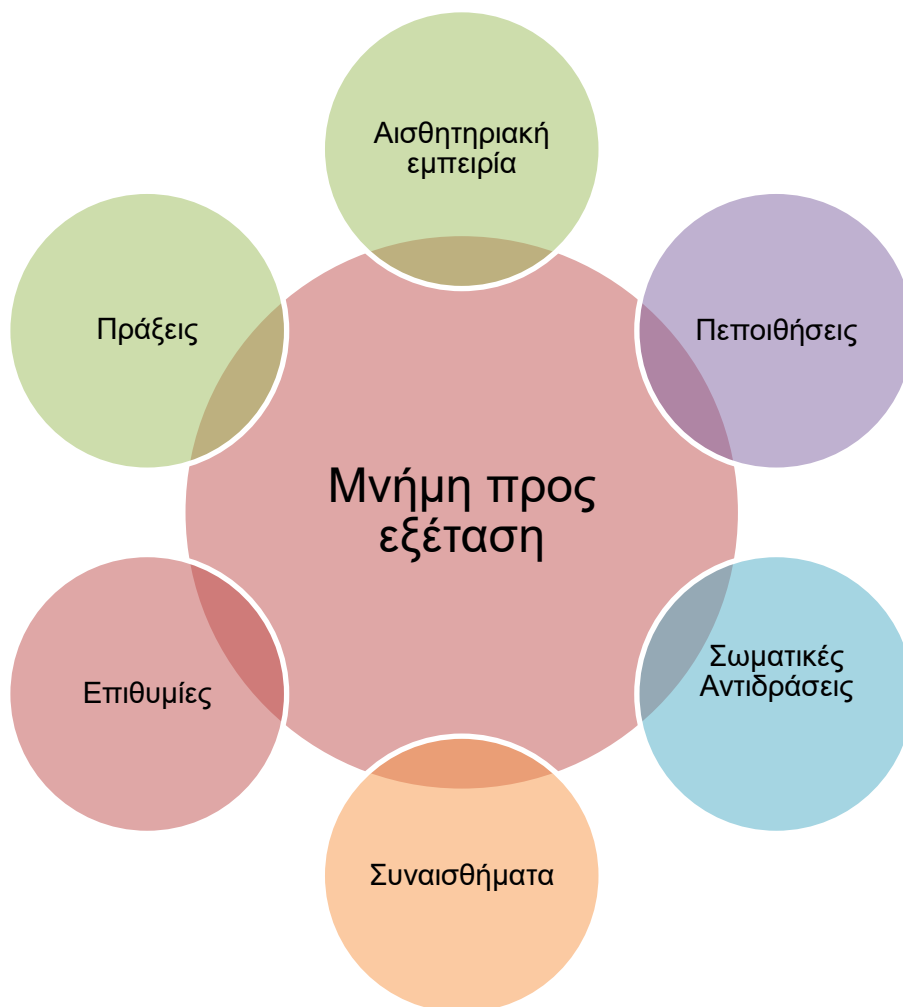 Αισθητηριακή
εμπειρία
Πεποιθήσεις
Σωματικές
Αντιδράσεις
Συναισθήματα
Επιθυμίες
Πράξεις
Μνήμη προς
εξέταση